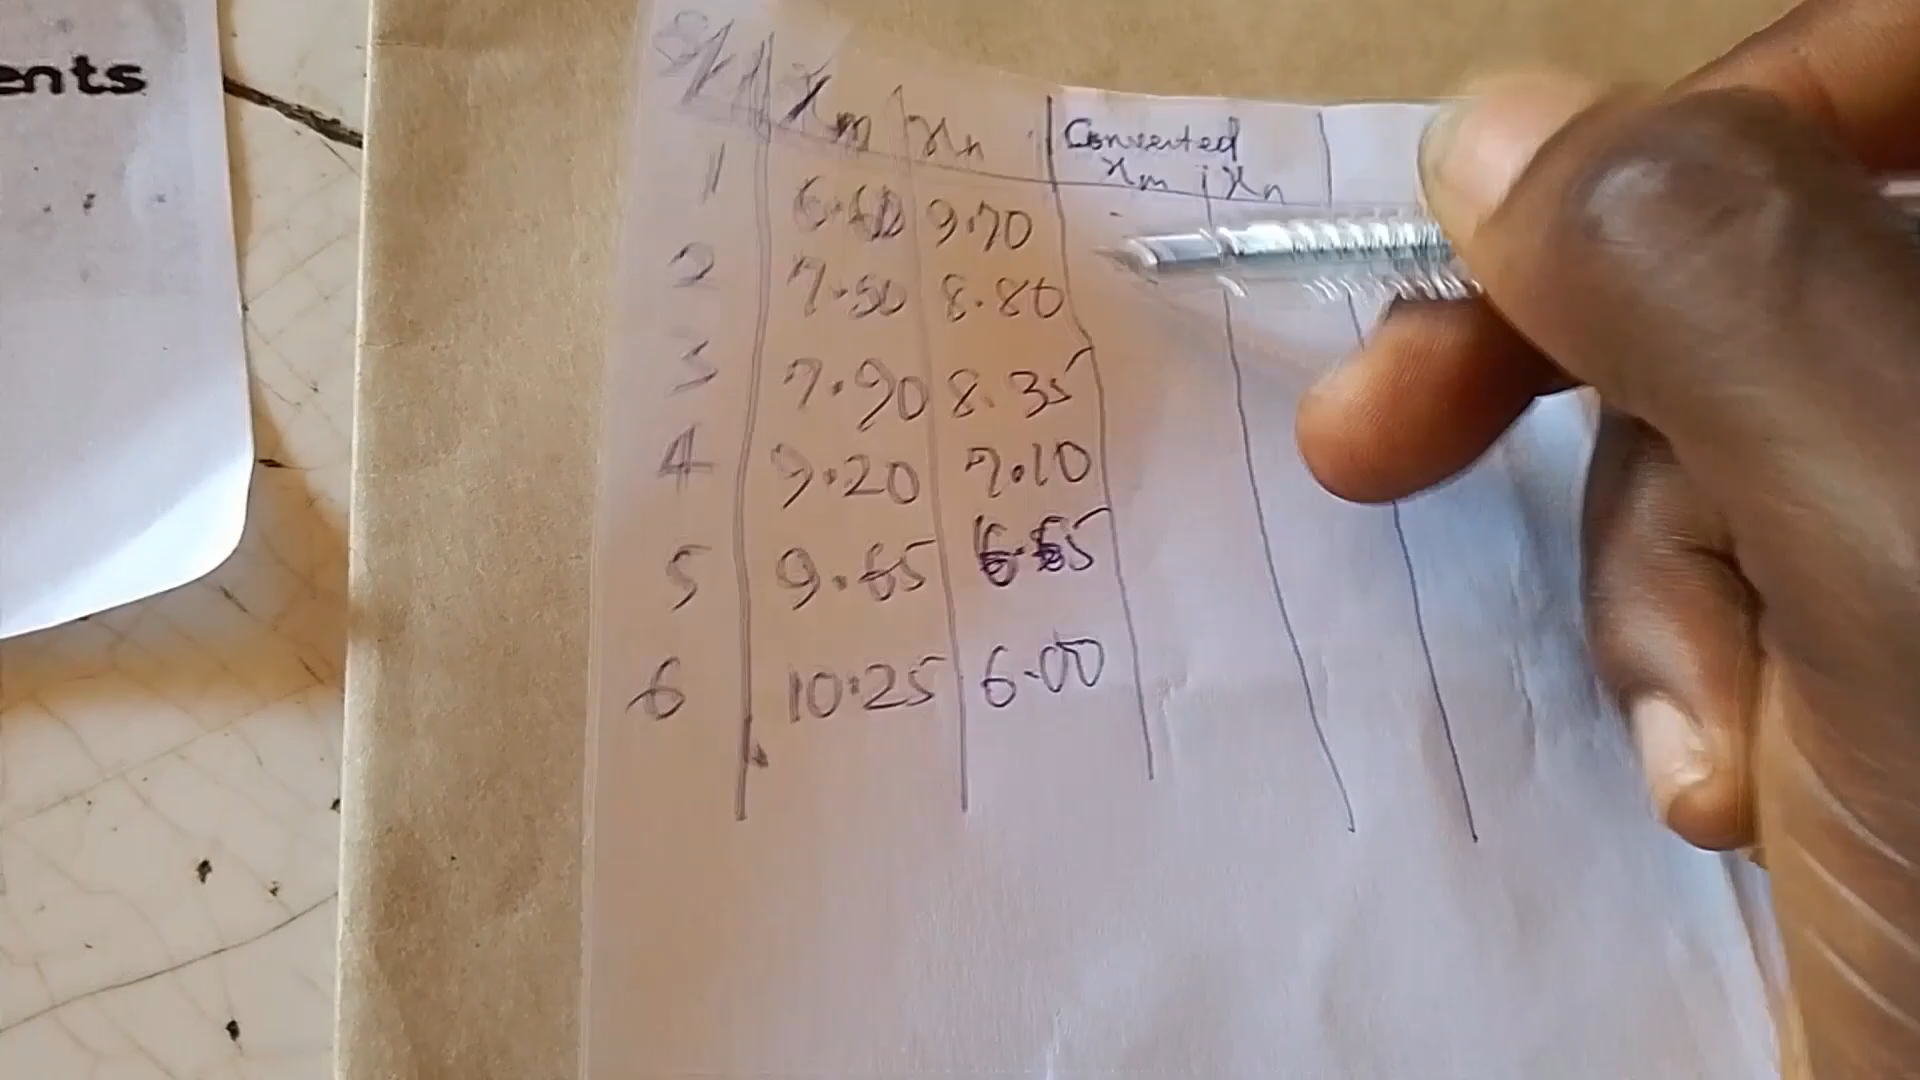 ents
S/N xm xn Converted
xm xn
1 6.60 9.70
2 7.50 8.80
3 7.90 8.35
4 9.20 7.10
5 9.65 6.65
6 10.25 6.00